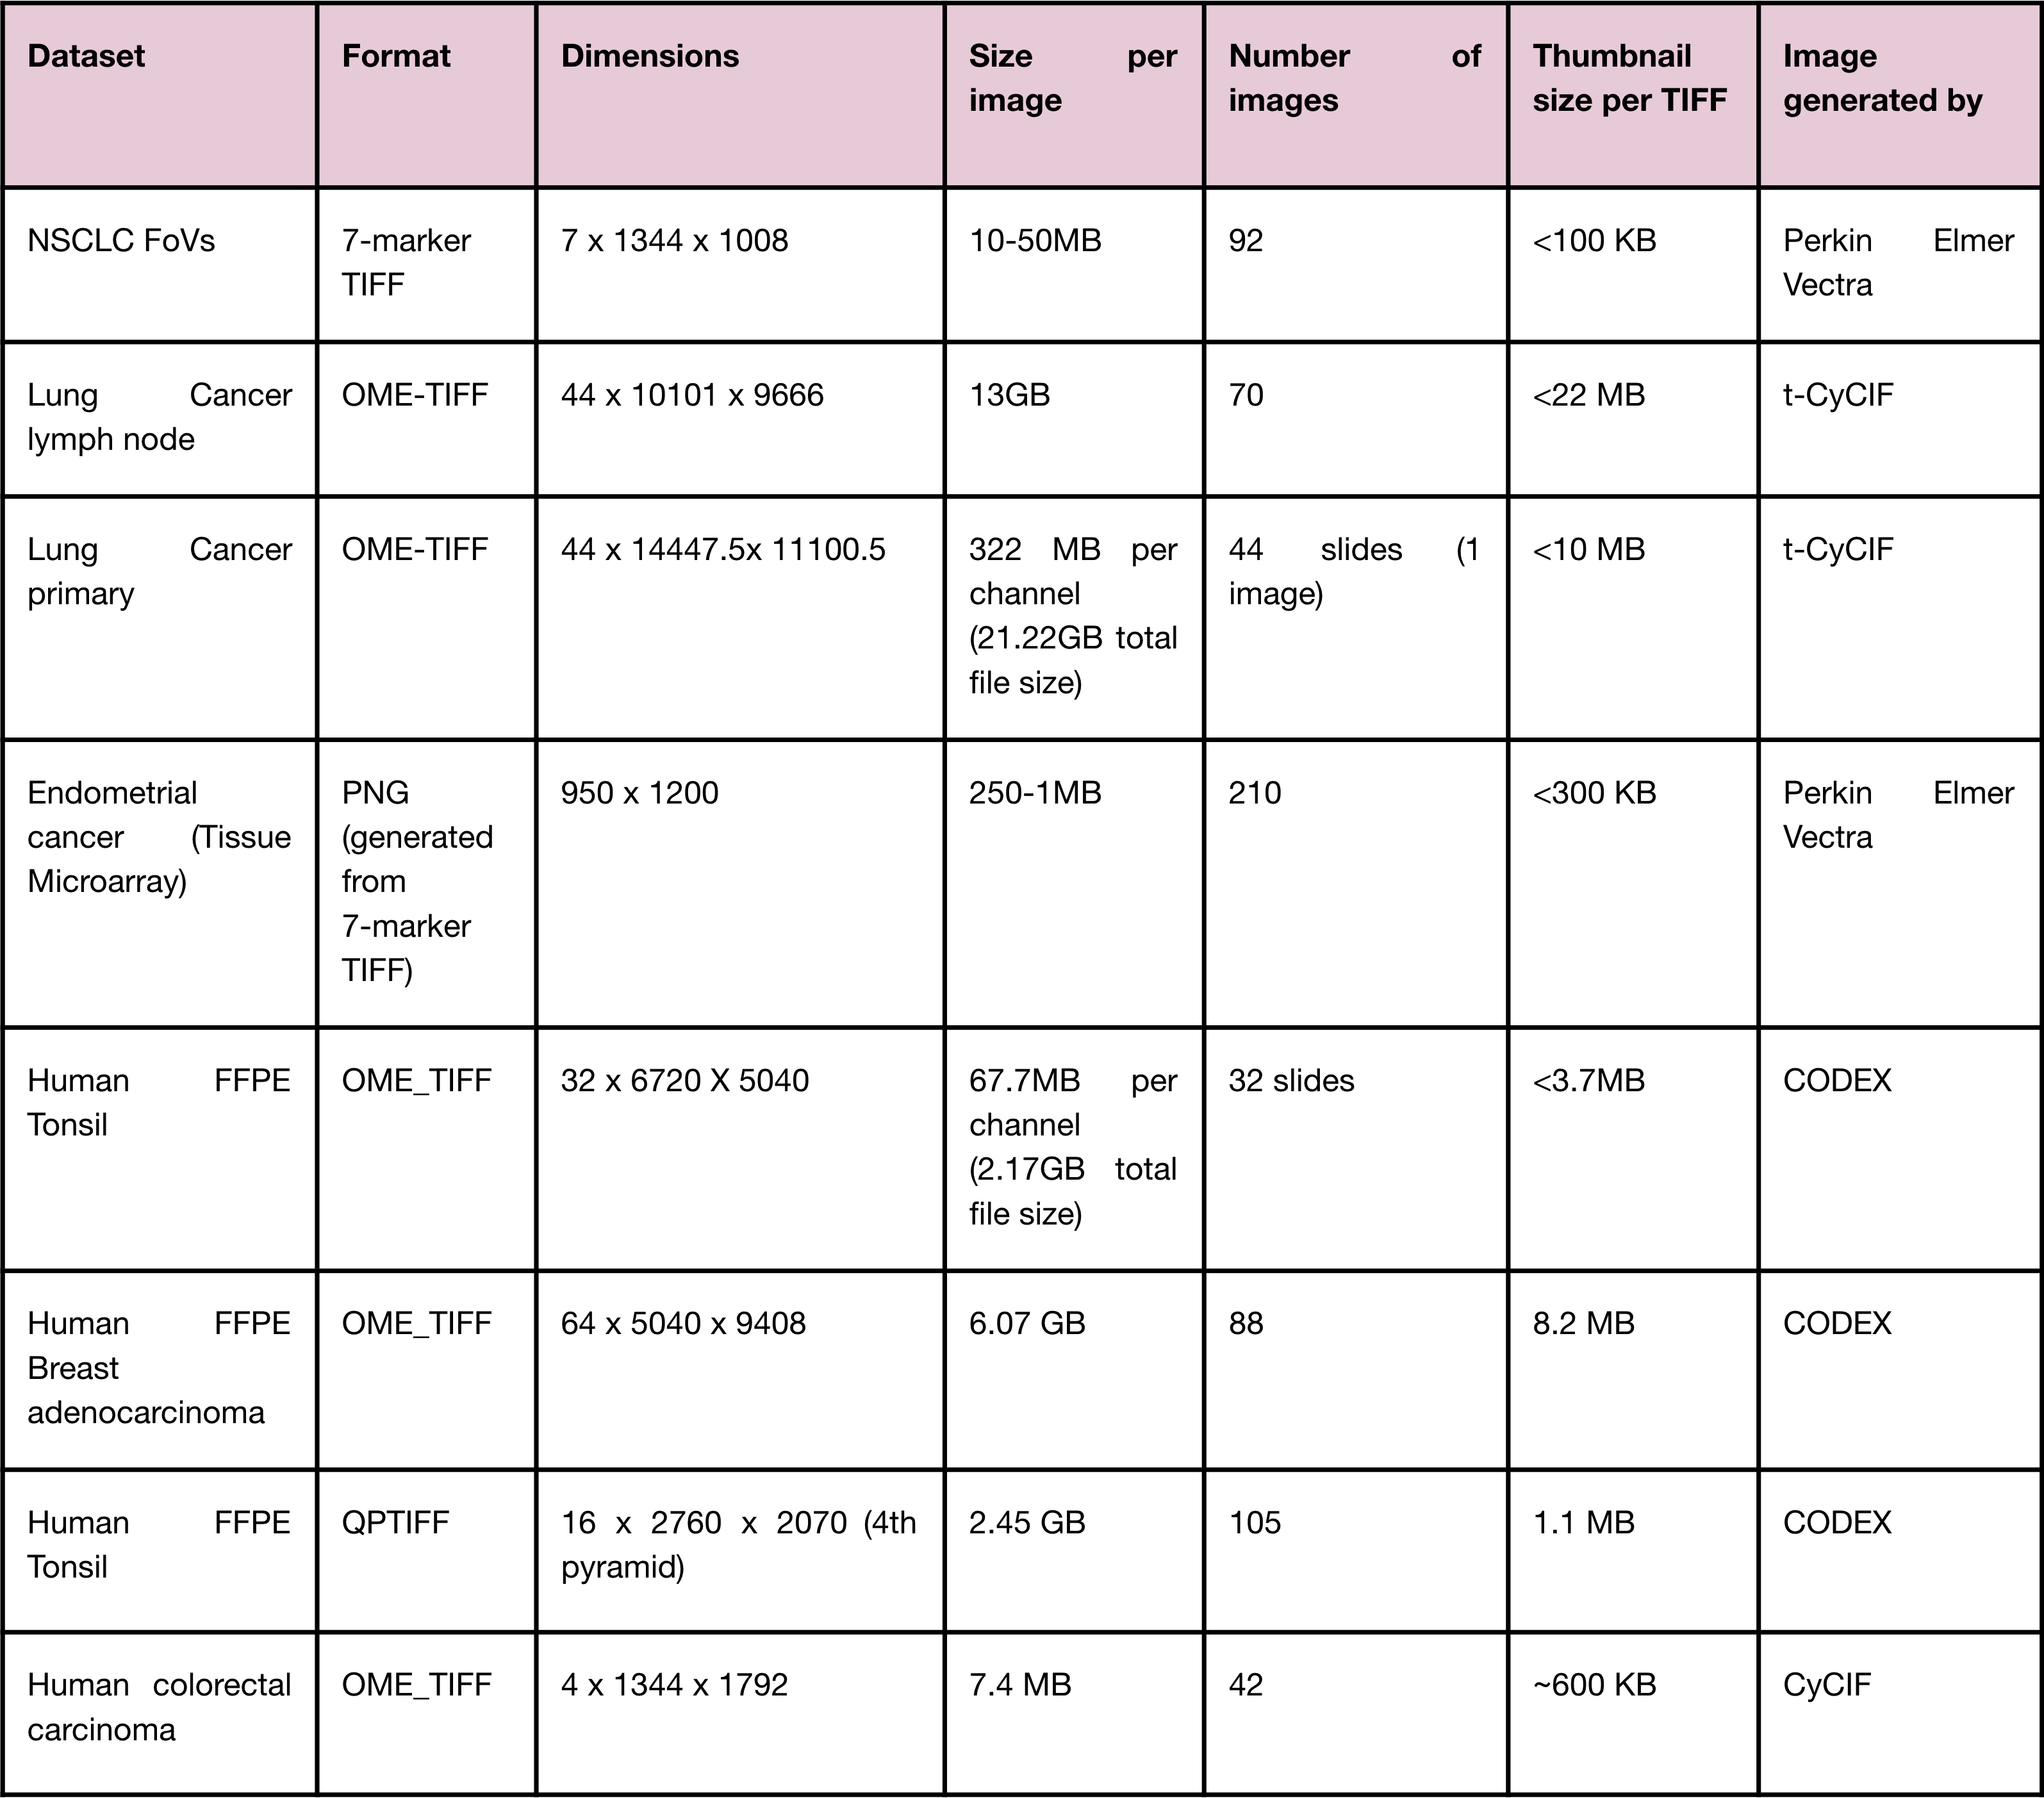 Dataset
Format
Dimensions
Size per
image
Number of
images
Thumbnail
size per TIFF
Image
generated by
NSCLC FoVs
7-marker
TIFF
7 x 1344 x 1008
10-50MB
92
<100 KB
Perkin Elmer
Vectra
Lung Cancer
lymph node
OME-TIFF
44 x 10101 x 9666
13GB
70
<22 MB
t-CyCIF
Lung Cancer
primary
OME-TIFF
44 x 14447.5x 11100.5
322 MB per
channel
(21.22GB total
file size)
44 slides (1
image)
<10 MB
t-CyCIF
Endometrial
cancer (Tissue
Microarray)
PNG
(generated
from
7-marker
TIFF)
950 x 1200
250-1MB
210
<300 KB
Perkin Elmer
Vectra
Human FFPE
Tonsil
OME_TIFF
32 x 6720 X 5040
67.7MB per
channel
(2.17GB total
file size)
32 slides
<3.7MB
CODEX
Human FFPE
Breast
adenocarcinoma
OME_TIFF
64 x 5040 x 9408
6.07 GB
88
8.2 MB
CODEX
Human FFPE
Tonsil
QPTIFF
16 x 2760 x 2070 (4th
pyramid)
2.45 GB
105
1.1 MB
CODEX
Human colorectal
carcinoma
OME_TIFF
4 x 1344 x 1792
7.4 MB
42
~600 KB
CyCIF